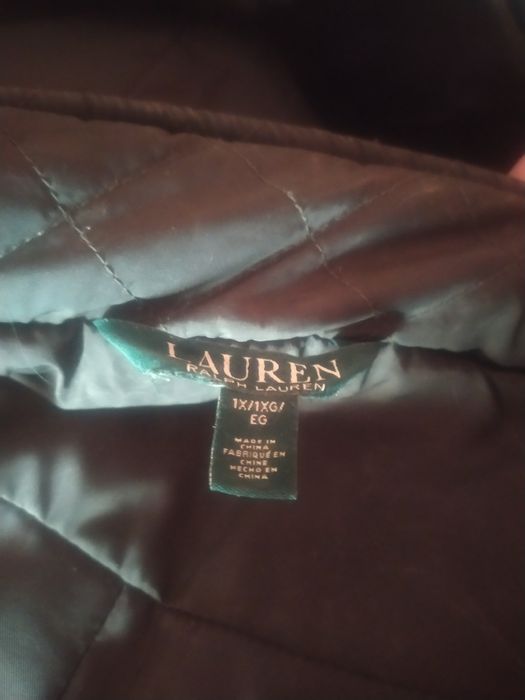 LAUREN
RALPH LAUREN
1X/1XG/
EG
MADE IN
CHINA
FABRIQUÉ EN
CHINE
HECHO EN
CHINA